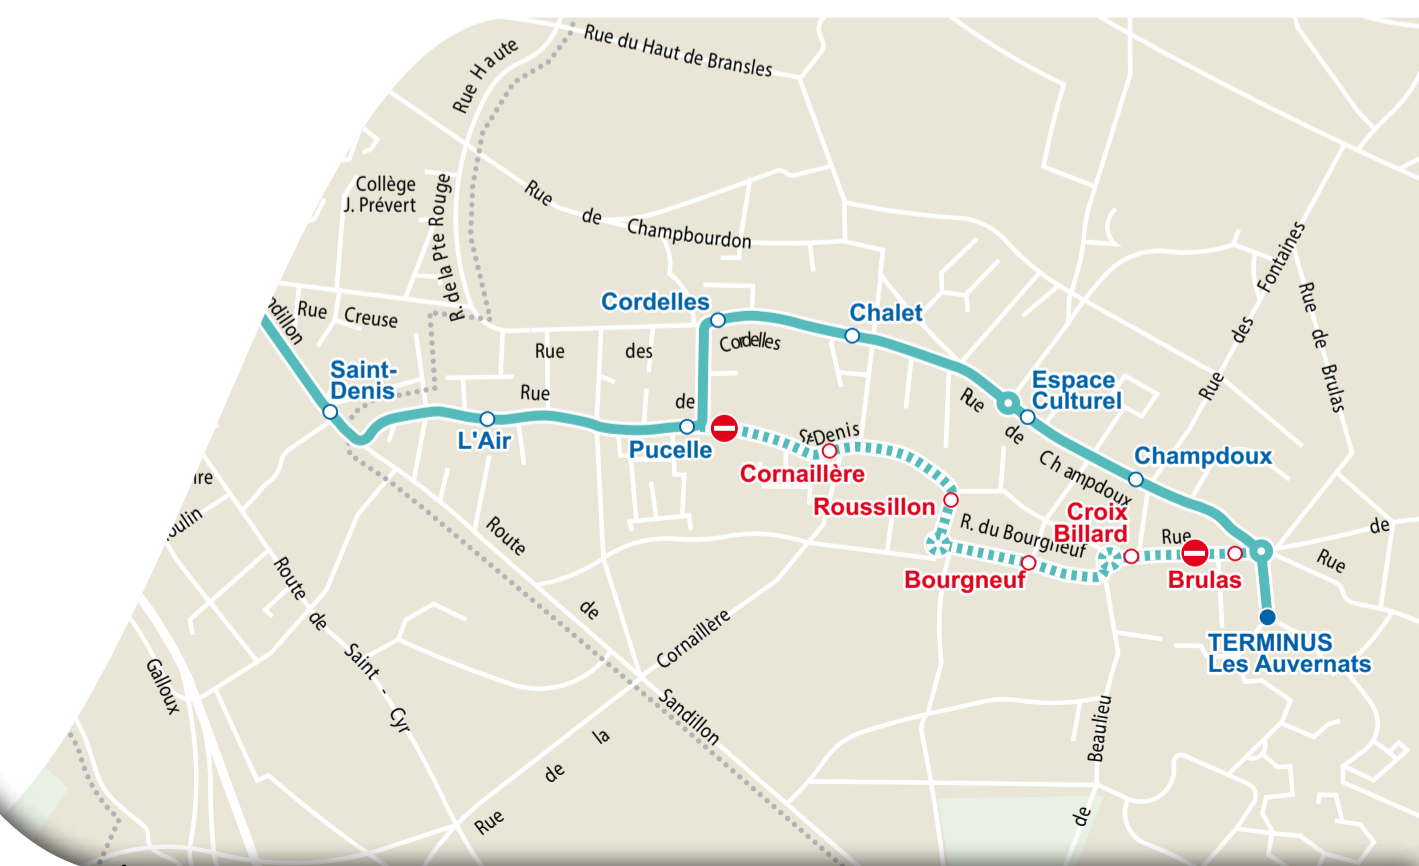 Rue du Haut de Bransles
Rue Haute
Collège
J. Prévert
R. de la Pte Rouge
Rue de Champbourdon
Rue des Fontaines
Rue de Brulas
Rue Creuse
Cordelles
Chalet
Rue des Cordelles
Saint-
Denis
Rue de St Denis
L'Air
Pucelle
Espace
Culturel
Rue de Champdoux
Champdoux
Cornaillère
Roussillon
Croix
Billard
R. du Bourgneuf
Bourgneuf
Rue
Brulas
Rue de
TERMINUS
Les Auvernats
Route de Sandillon
Route de Saint-Cyr
Galloux
Rue de la Cornaillère
de Beaulieu